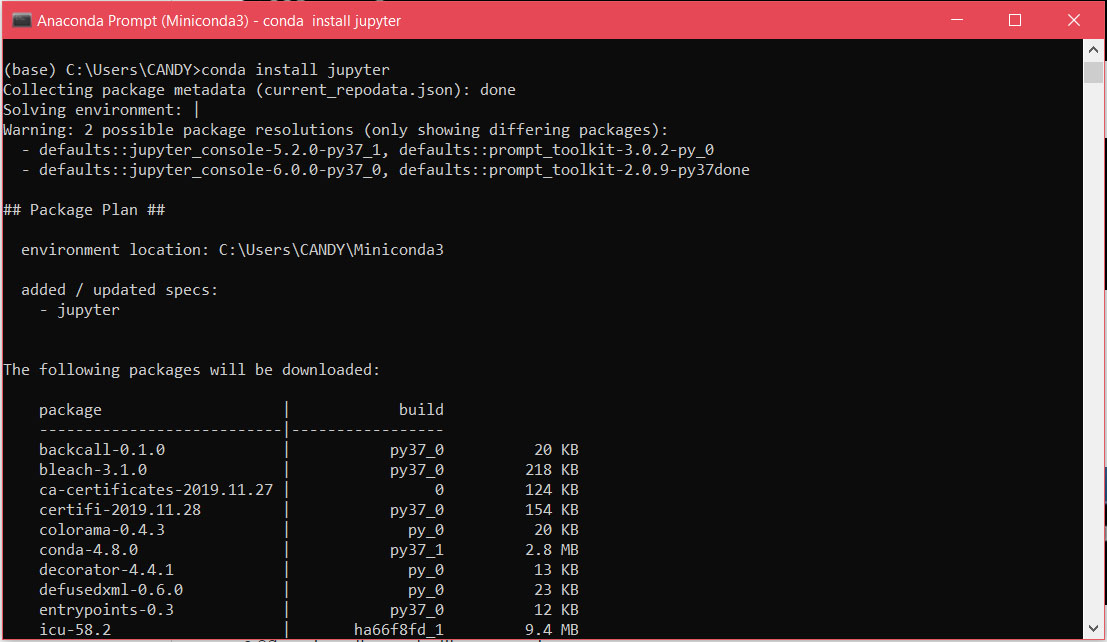 Anaconda Prompt (Miniconda3) - conda  install jupyter
(base) C:\Users\CANDY>conda install jupyter
Collecting package metadata (current_repodata.json): done
Solving environment: |
Warning: 2 possible package resolutions (only showing differing packages):
  - defaults::jupyter_console-5.2.0-py37_1, defaults::prompt_toolkit-3.0.2-py_0
  - defaults::jupyter_console-6.0.0-py37_0, defaults::prompt_toolkit-2.0.9-py37done
## Package Plan ##
  environment location: C:\Users\CANDY\Miniconda3
  added / updated specs:
    - jupyter
The following packages will be downloaded:
    package                    |            build
    ---------------------------|-----------------
    backcall-0.1.0             |           py37_0          20 KB
    bleach-3.1.0               |           py37_0         218 KB
    ca-certificates-2019.11.27 |                0         124 KB
    certifi-2019.11.28         |           py37_0         154 KB
    colorama-0.4.3             |             py_0          20 KB
    conda-4.8.0                |           py37_1         2.8 MB
    decorator-4.4.1            |             py_0          13 KB
    defusedxml-0.6.0           |             py_0          23 KB
    entrypoints-0.3            |           py37_0          12 KB
    icu-58.2                   |       ha66f8fd_1         9.4 MB